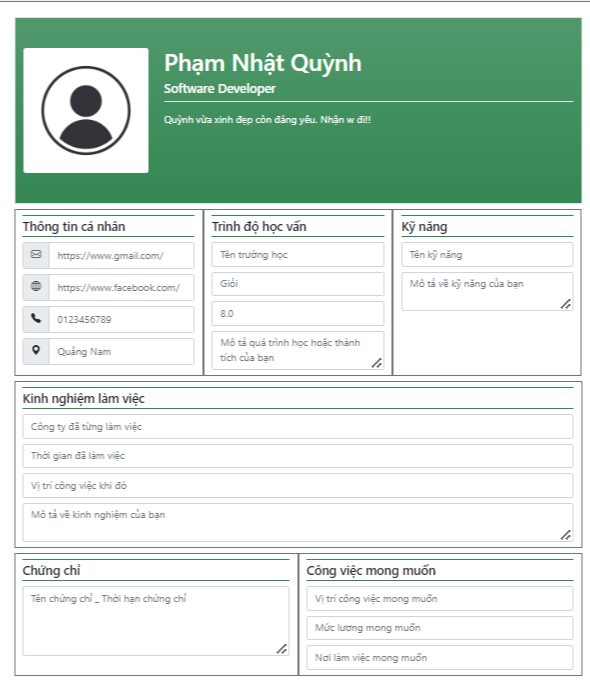 Phạm Nhật Quỳnh
Software Developer
Quỳnh vừa xinh đẹp còn đáng yêu. Nhận w đi!!
Thông tin cá nhân
https://www.gmail.com/
https://www.facebook.com/
0123456789
Quảng Nam
Trình độ học vấn
Tên trường học
Giỏi
8.0
Mô tả quá trình học hoặc thành
tích của bạn
Kỹ năng
Tên kỹ năng
Mô tả về kỹ năng của bạn
Kinh nghiệm làm việc
Công ty đã từng làm việc
Thời gian đã làm việc
Vị trí công việc khi đó
Mô tả về kinh nghiệm của bạn
Chứng chỉ
Tên chứng chỉ _ Thời hạn chứng chỉ
Công việc mong muốn
Vị trí công việc mong muốn
Mức lương mong muốn
Nơi làm việc mong muốn